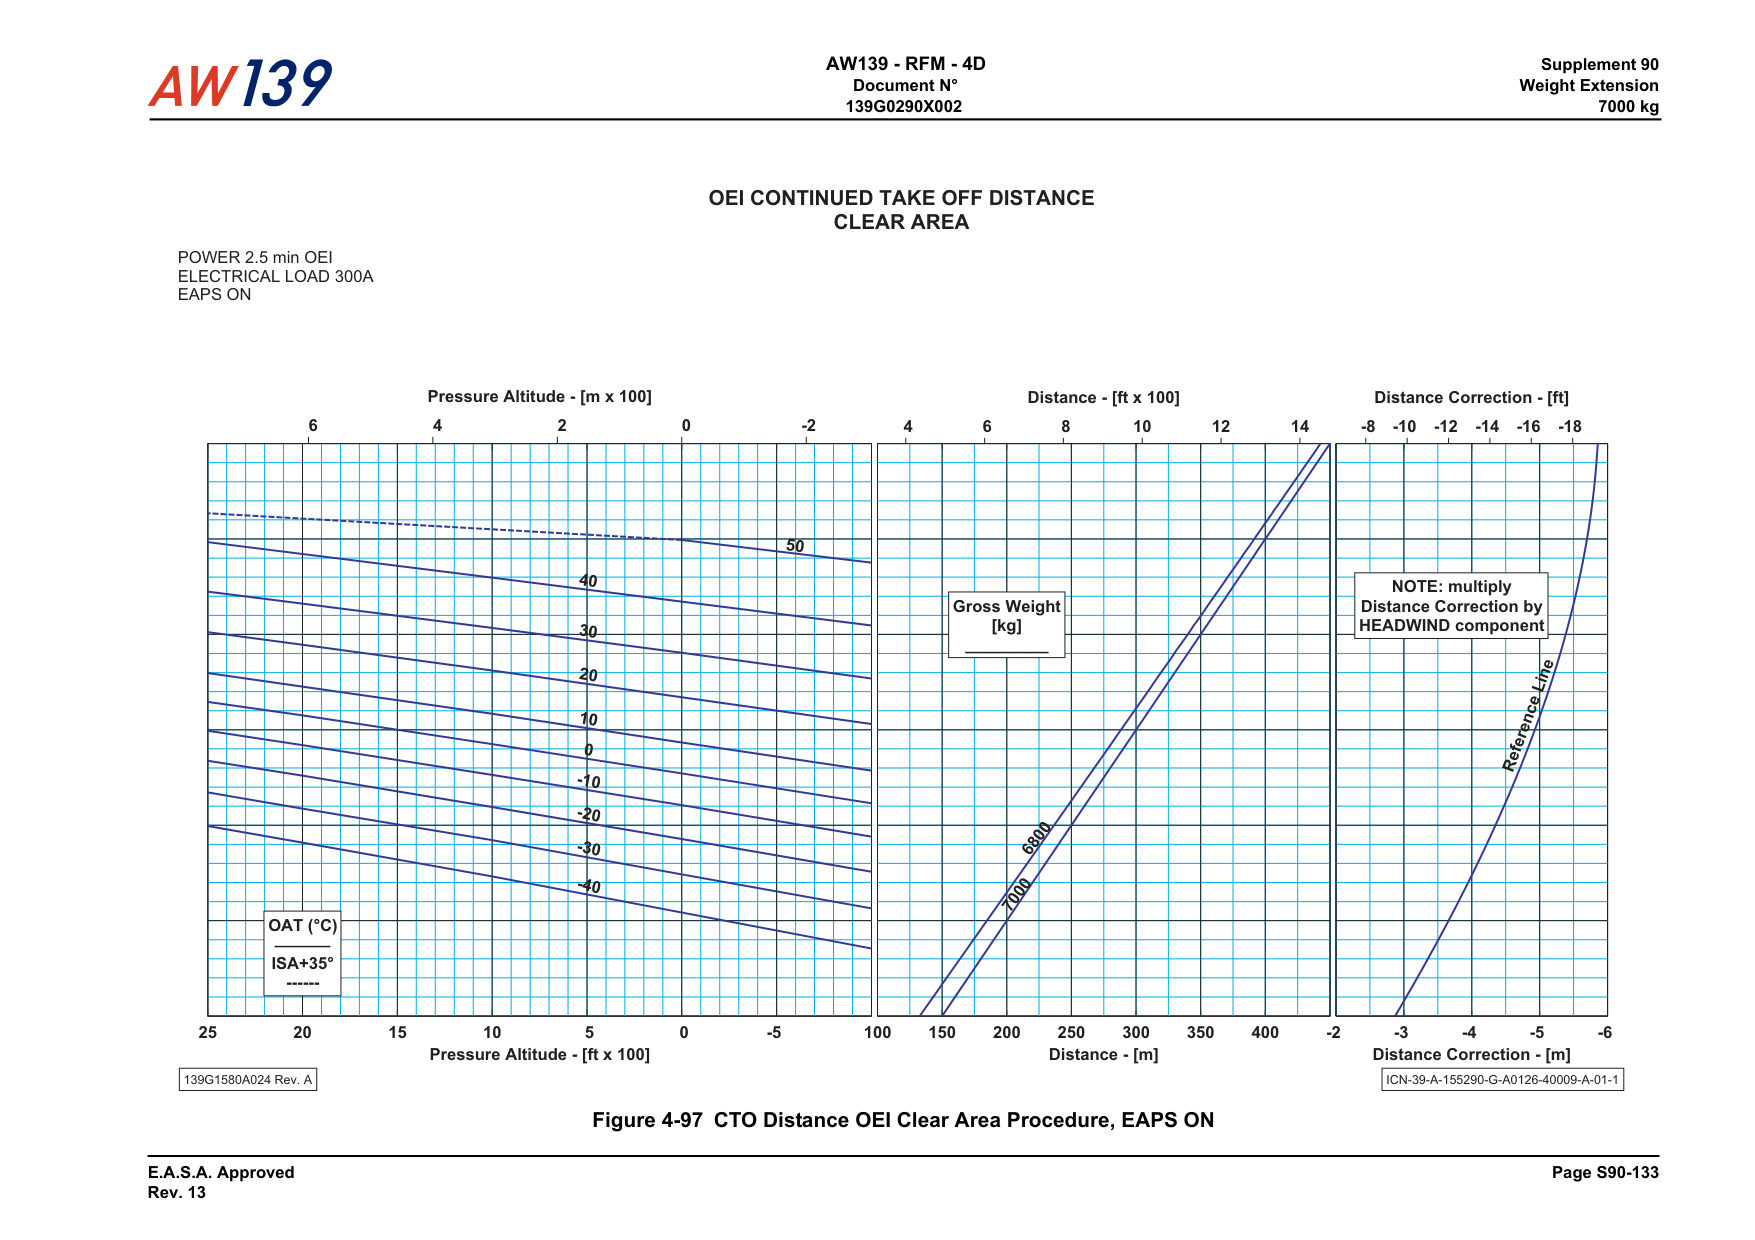 AW139
AW139 - RFM - 4D
Document N°
139G0290X002
Supplement 90
Weight Extension
7000 kg
OEI CONTINUED TAKE OFF DISTANCE
CLEAR AREA
POWER 2.5 min OEI
ELECTRICAL LOAD 300A
EAPS ON
Pressure Altitude - [m x 100]
6 4 2 0 -2
Distance - [ft x 100]
4 6 8 10 12 14
Distance Correction - [ft]
-8 -10 -12 -14 -16 -18
50
40
30
20
10
0
-10
-20
-30
-40
OAT (°C)
ISA+35°
Gross Weight
[kg]
6800
7000
NOTE: multiply
Distance Correction by
HEADWIND component
Reference Line
25 20 15 10 5 0 -5 100 150 200 250 300 350 400 -2 -3 -4 -5 -6
Pressure Altitude - [ft x 100]
Distance - [m]
Distance Correction - [m]
139G1580A024 Rev. A
ICN-39-A-155290-G-A0126-40009-A-01-1
Figure 4-97 CTO Distance OEI Clear Area Procedure, EAPS ON
E.A.S.A. Approved
Rev. 13
Page S90-133